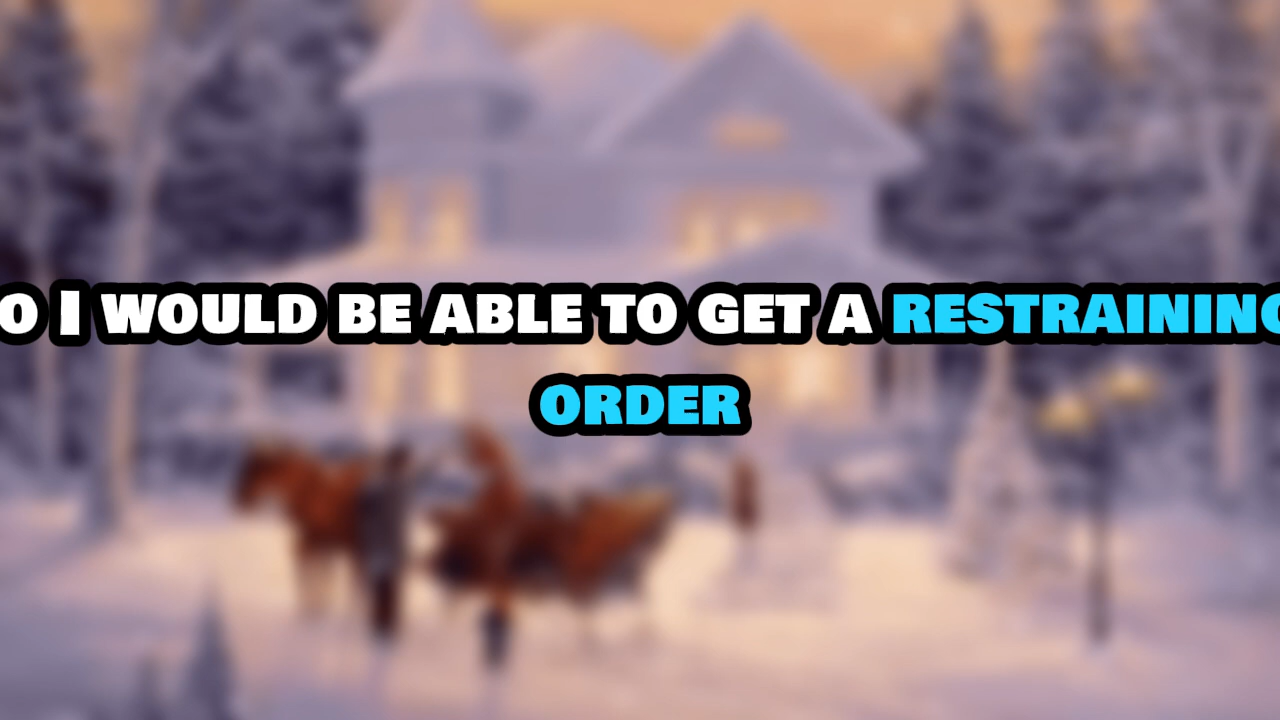 O I WOULD BE ABLE TO GET A RESTRAINING
ORDER